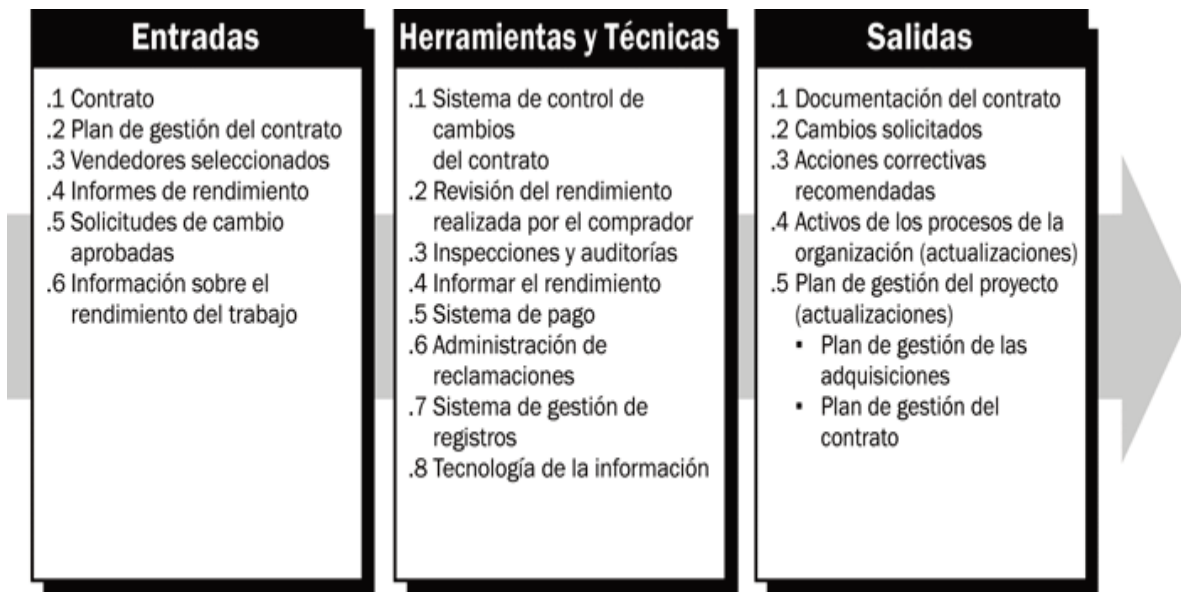 Entradas
.1 Contrato
.2 Plan de gestión del contrato
.3 Vendedores seleccionados
.4 Informes de rendimiento
.5 Solicitudes de cambio
aprobadas
.6 Información sobre el
rendimiento del trabajo
Herramientas y Técnicas
.1 Sistema de control de
cambios
del contrato
.2 Revisión del rendimiento
realizada por el comprador
.3 Inspecciones y auditorías
.4 Informar el rendimiento
.5 Sistema de pago
.6 Administración de
reclamaciones
.7 Sistema de gestión de
registros
.8 Tecnología de la información
Salidas
.1 Documentación del contrato
.2 Cambios solicitados
.3 Acciones correctivas
recomendadas
.4 Activos de los procesos de la
organización (actualizaciones)
.5 Plan de gestión del proyecto
(actualizaciones)
▪ Plan de gestión de las
adquisiciones
▪ Plan de gestión del
contrato